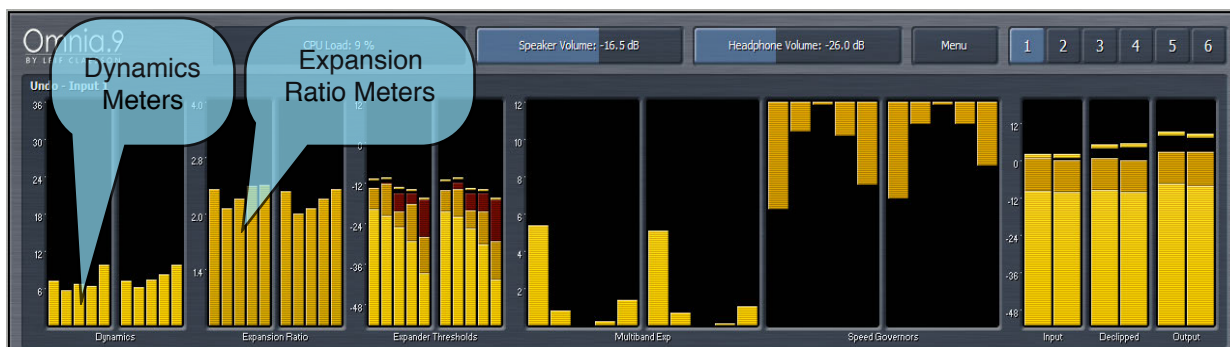 Omnia.9
Dynamics
Meters
Expansion
Ratio Meters
CPU Load: 9 %
Speaker Volume: -16.5 dB
Headphone Volume: -26.0 dB
Menu
1 2 3 4 5 6
Undo - Input 1
36
30
24
18
12
6
4.0
2.8
2.0
1.4
12
0
-12
-24
-36
-48
12
10
8
6
4
2
12
0
-12
-24
-36
-48
Dynamics
Expansion Ratio
Expander Thresholds
Multiband Exp
Speed Governors
Input
Declipped
Output